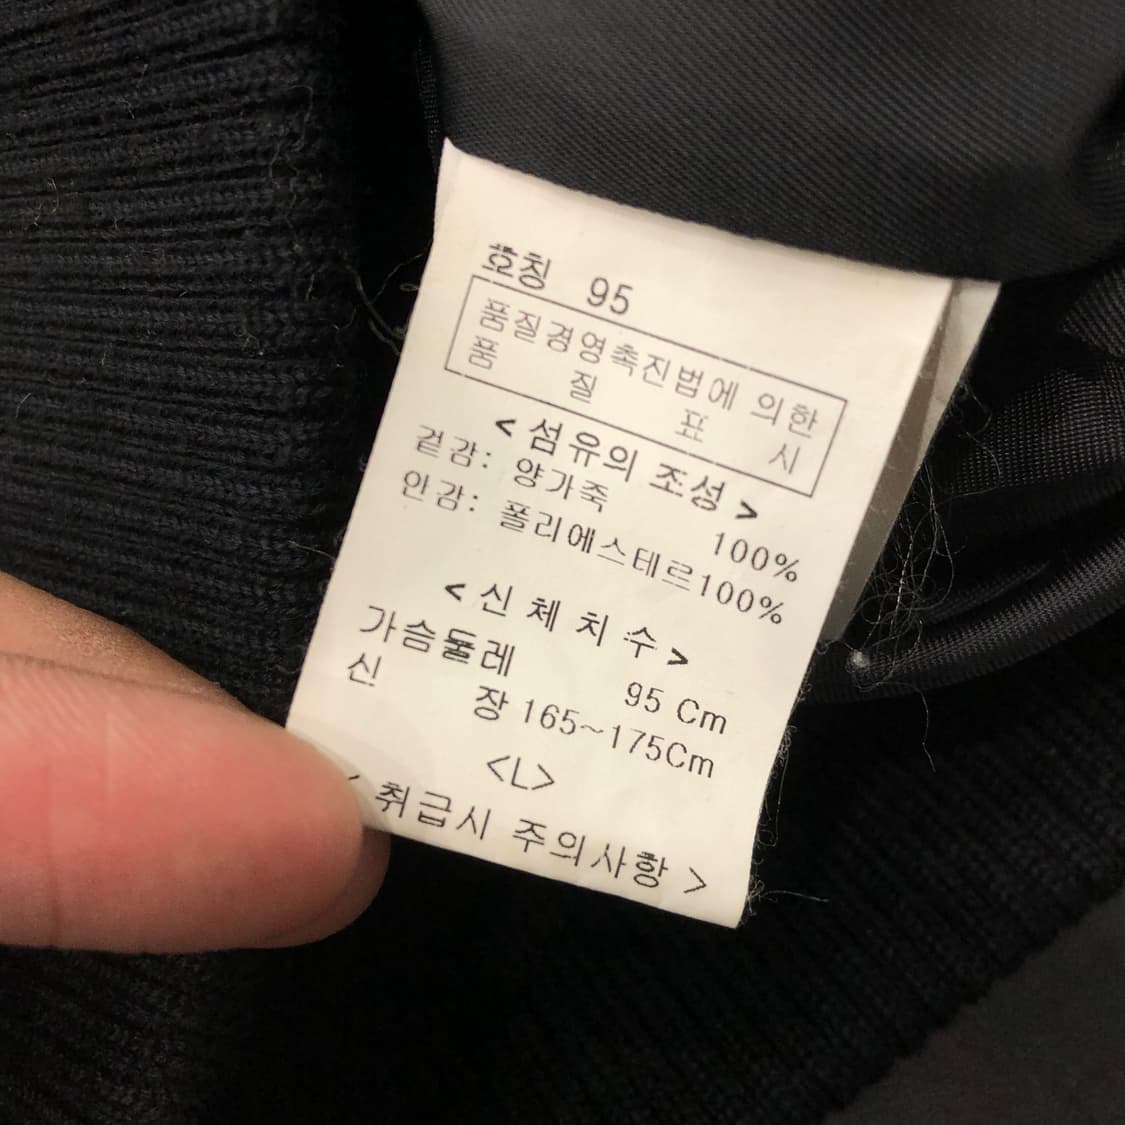 호칭 95
품질경영촉진법에 의한
품 질 표 시
< 섬유의 조성 >
겉감: 양가죽 100%
안감: 폴리에스테르100%
< 신 체 치 수 >
가슴둘레 95 Cm
신 장 165~175Cm
<L>
< 취급시 주의사항 >